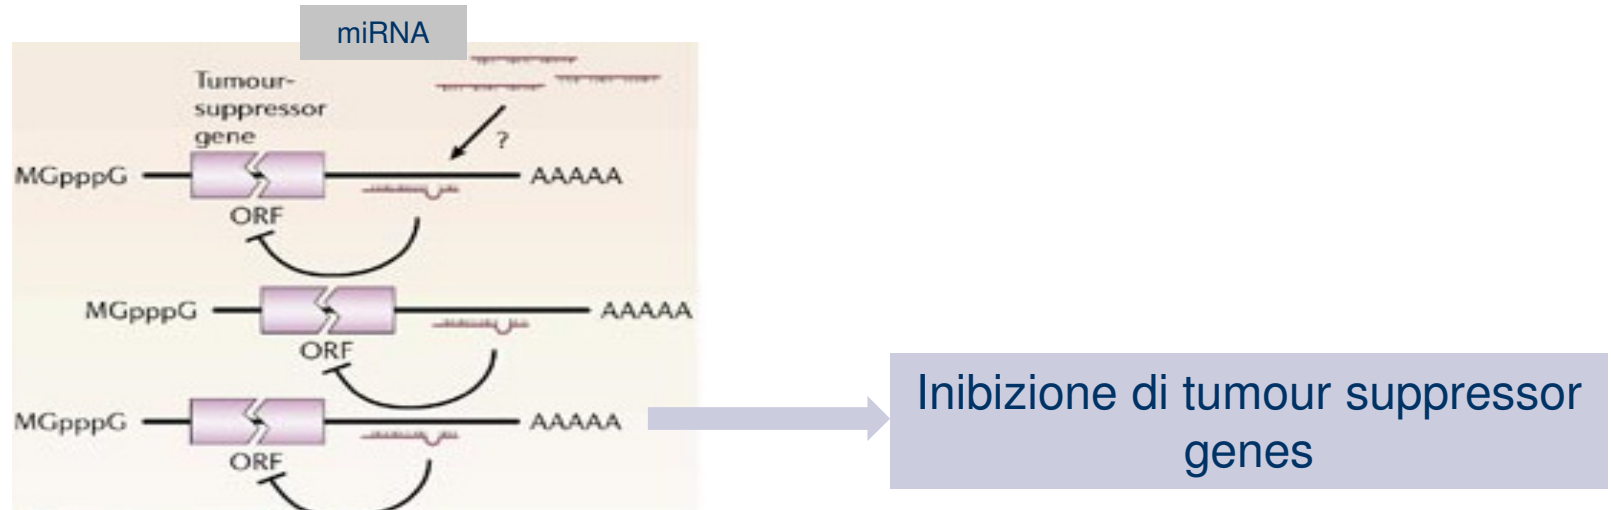 miRNA
Tumour-
suppressor
gene
?
MGpppG
AAAAA
ORF
MGpppG
AAAAA
ORF
MGpppG
AAAAA
ORF
Inibizione di tumour suppressor
genes